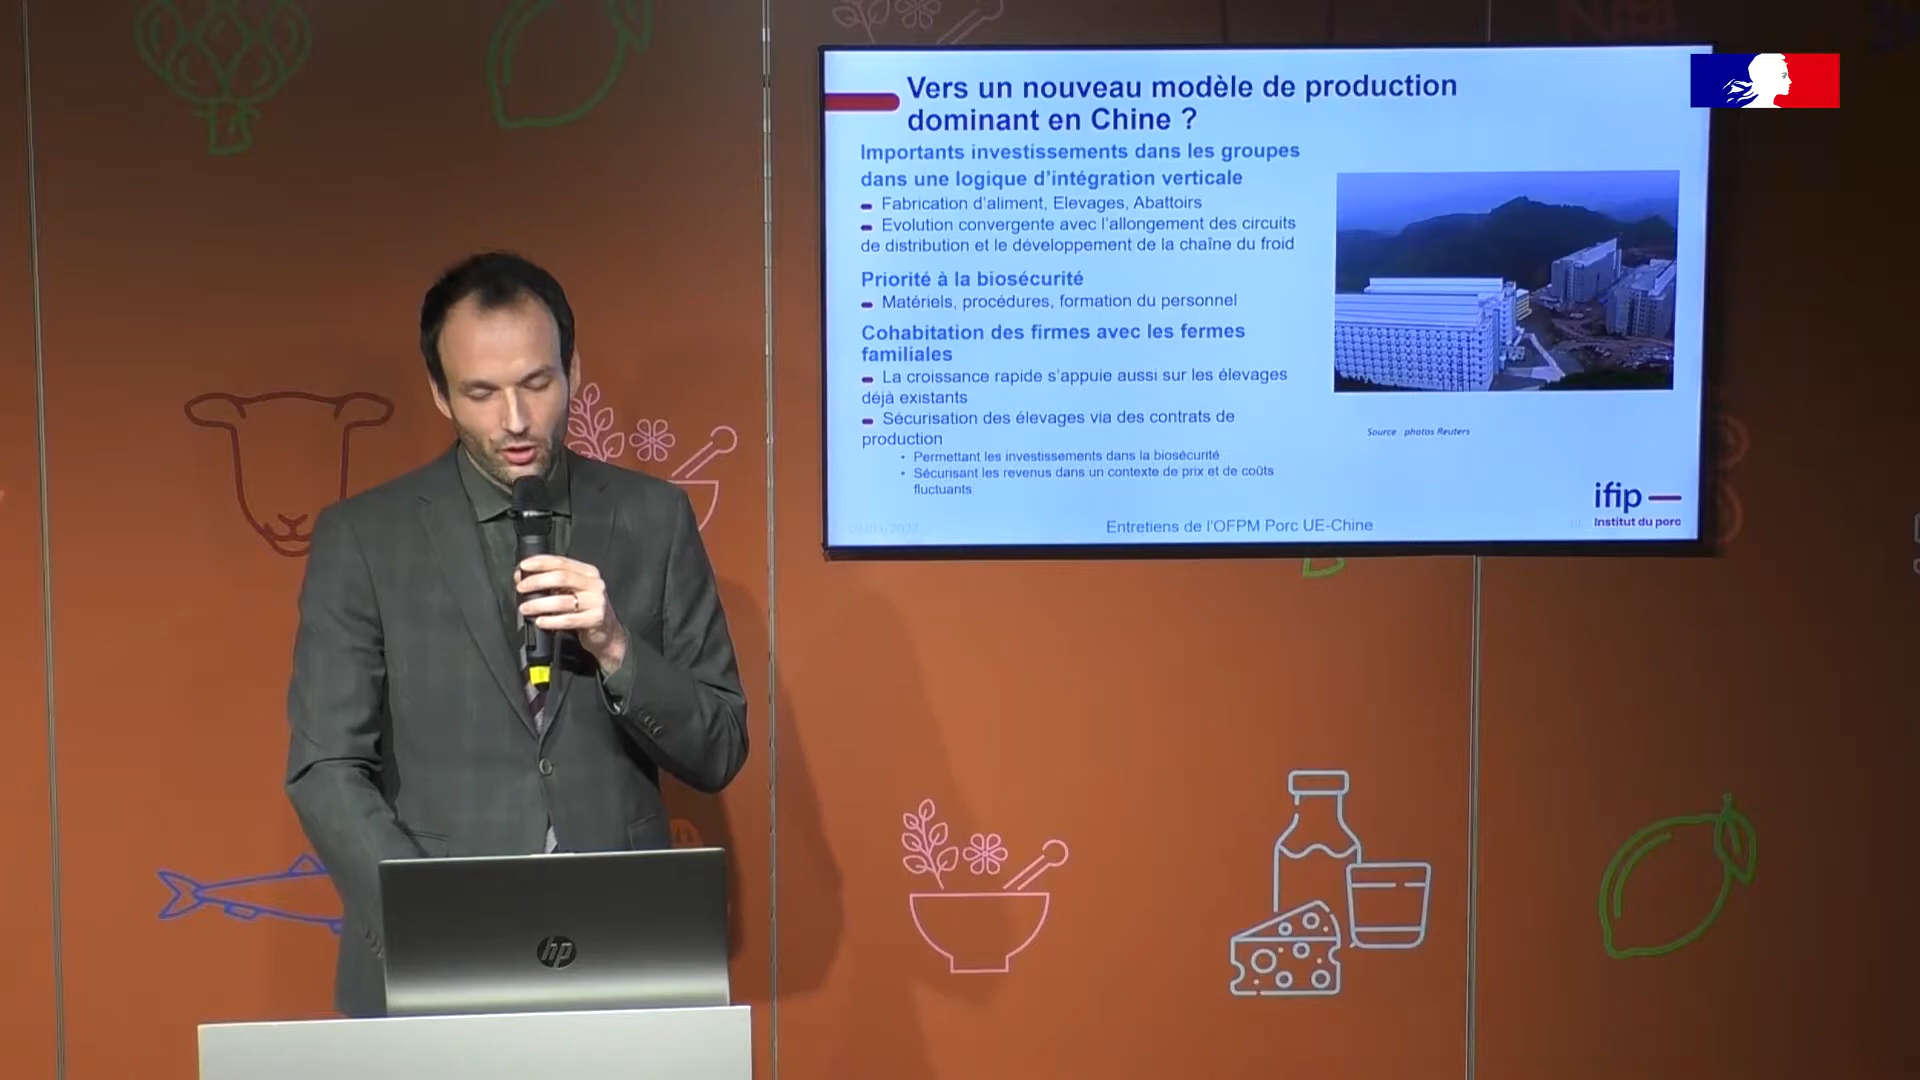 Vers un nouveau modèle de production
dominant en Chine ?
Importants investissements dans les groupes
dans une logique d'intégration verticale
Fabrication d'aliment, Elevages, Abattoirs
Evolution convergente avec l'allongement des circuits
de distribution et le développement de la chaîne du froid
Priorité à la biosécurité
Matériels, procédures, formation du personnel
Cohabitation des firmes avec les fermes
familiales
La croissance rapide s'appuie aussi sur les élevages
déjà existants
Sécurisation des élevages via des contrats de
production
• Permettant les investissements dans la biosécurité
• Sécurisant les revenus dans un contexte de prix et de coûts
fluctuants
Source : photos Reuters
ifip
Institut du porc
Entretiens de l'OFPM Porc UE-Chine
hp